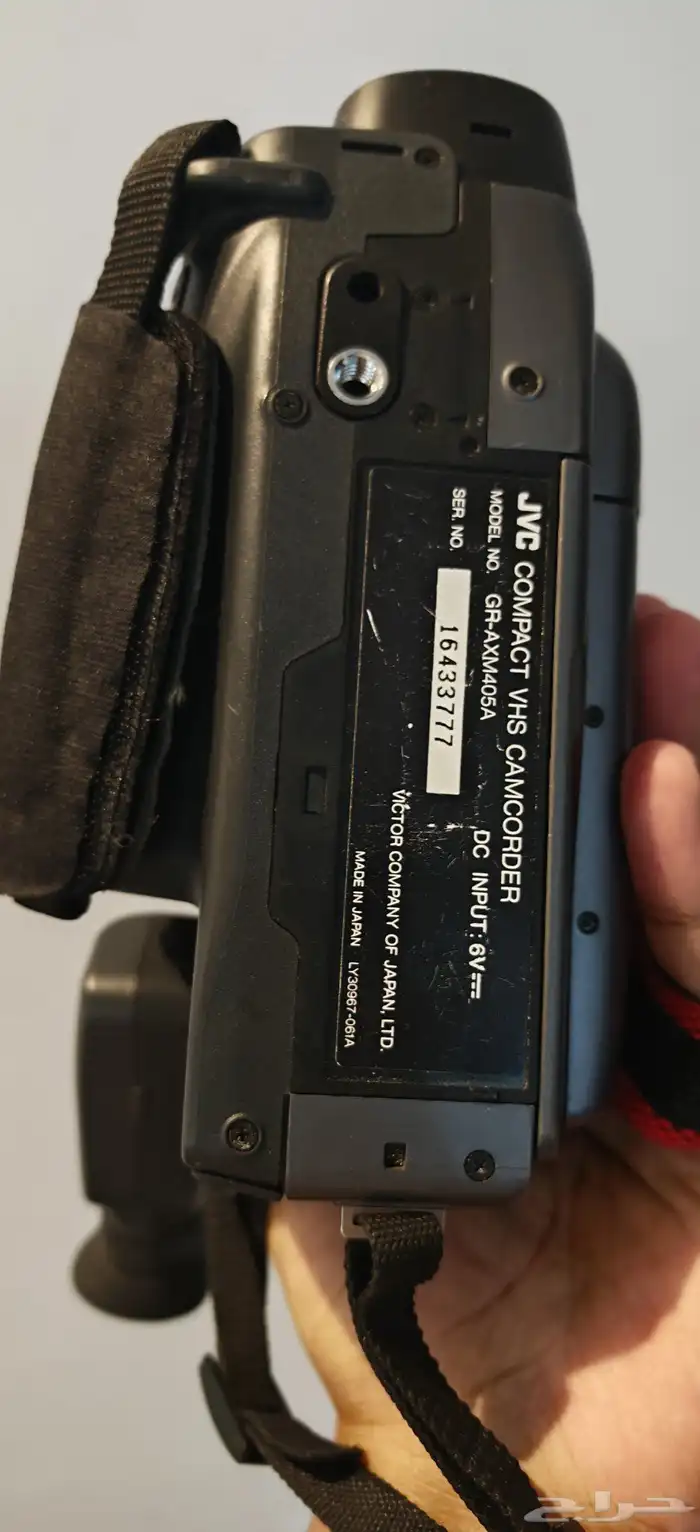 JVC COMPACT VHS CAMCORDER
MODEL NO. GR-AXM405A DC INPUT: 6V⎓
SER. NO. 16433777
VICTOR COMPANY OF JAPAN, LTD.
MADE IN JAPAN LY30967-061A
حراج